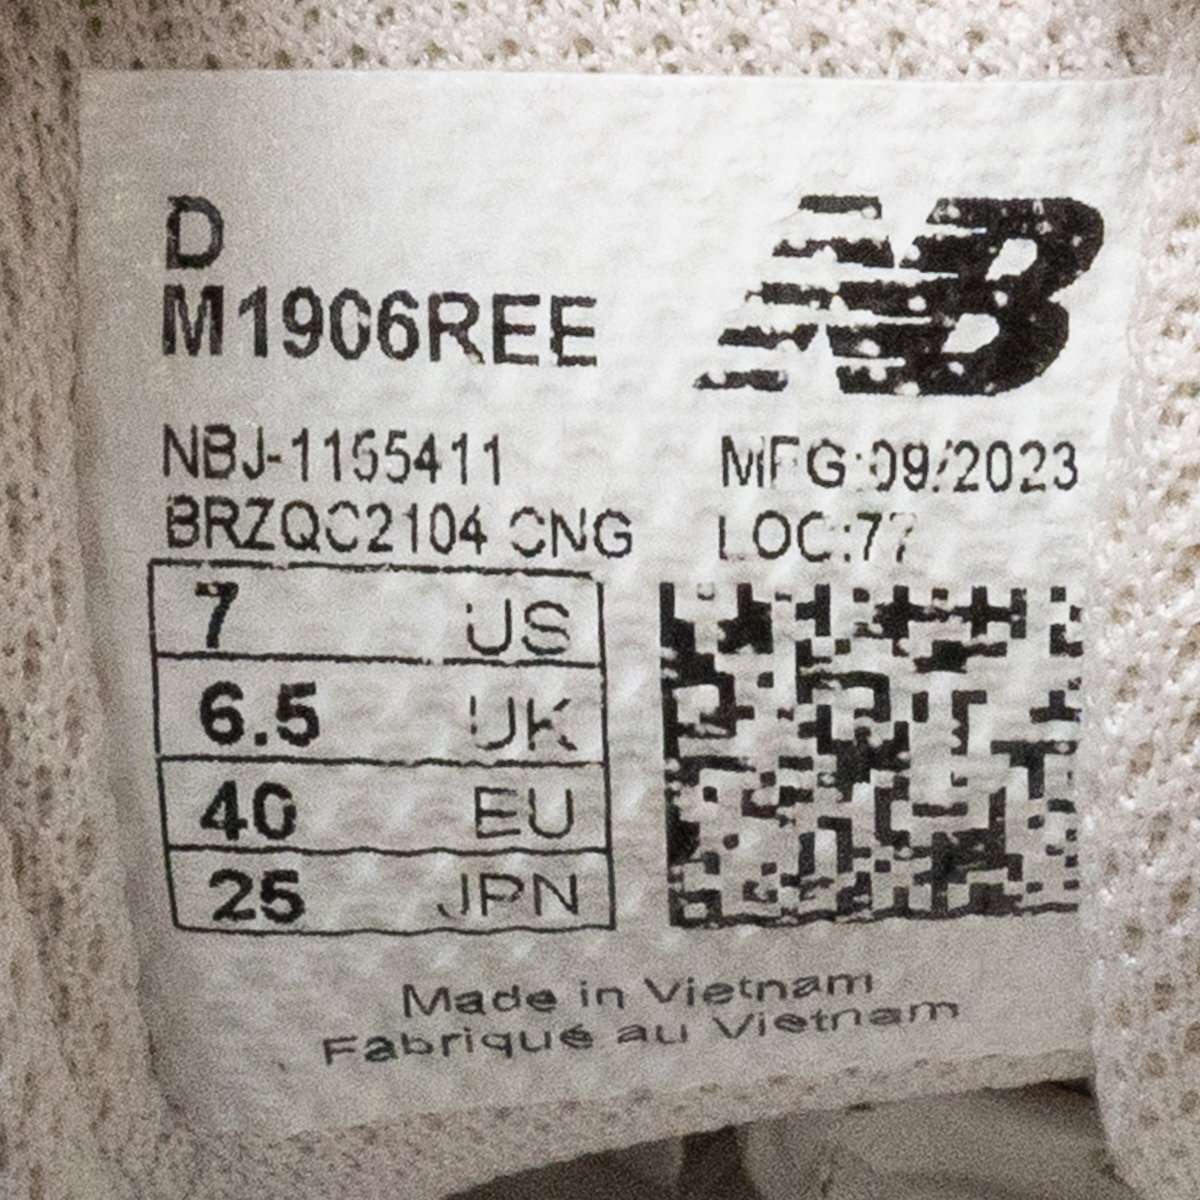 D
M1906REE
NB
NBJ-1155411
MFG:09/2023
BRZQC2104 CNG
LOC:77
7 US
6.5 UK
40 EU
25 JPN
Made in Vietnam
Fabriqué au Vietnam